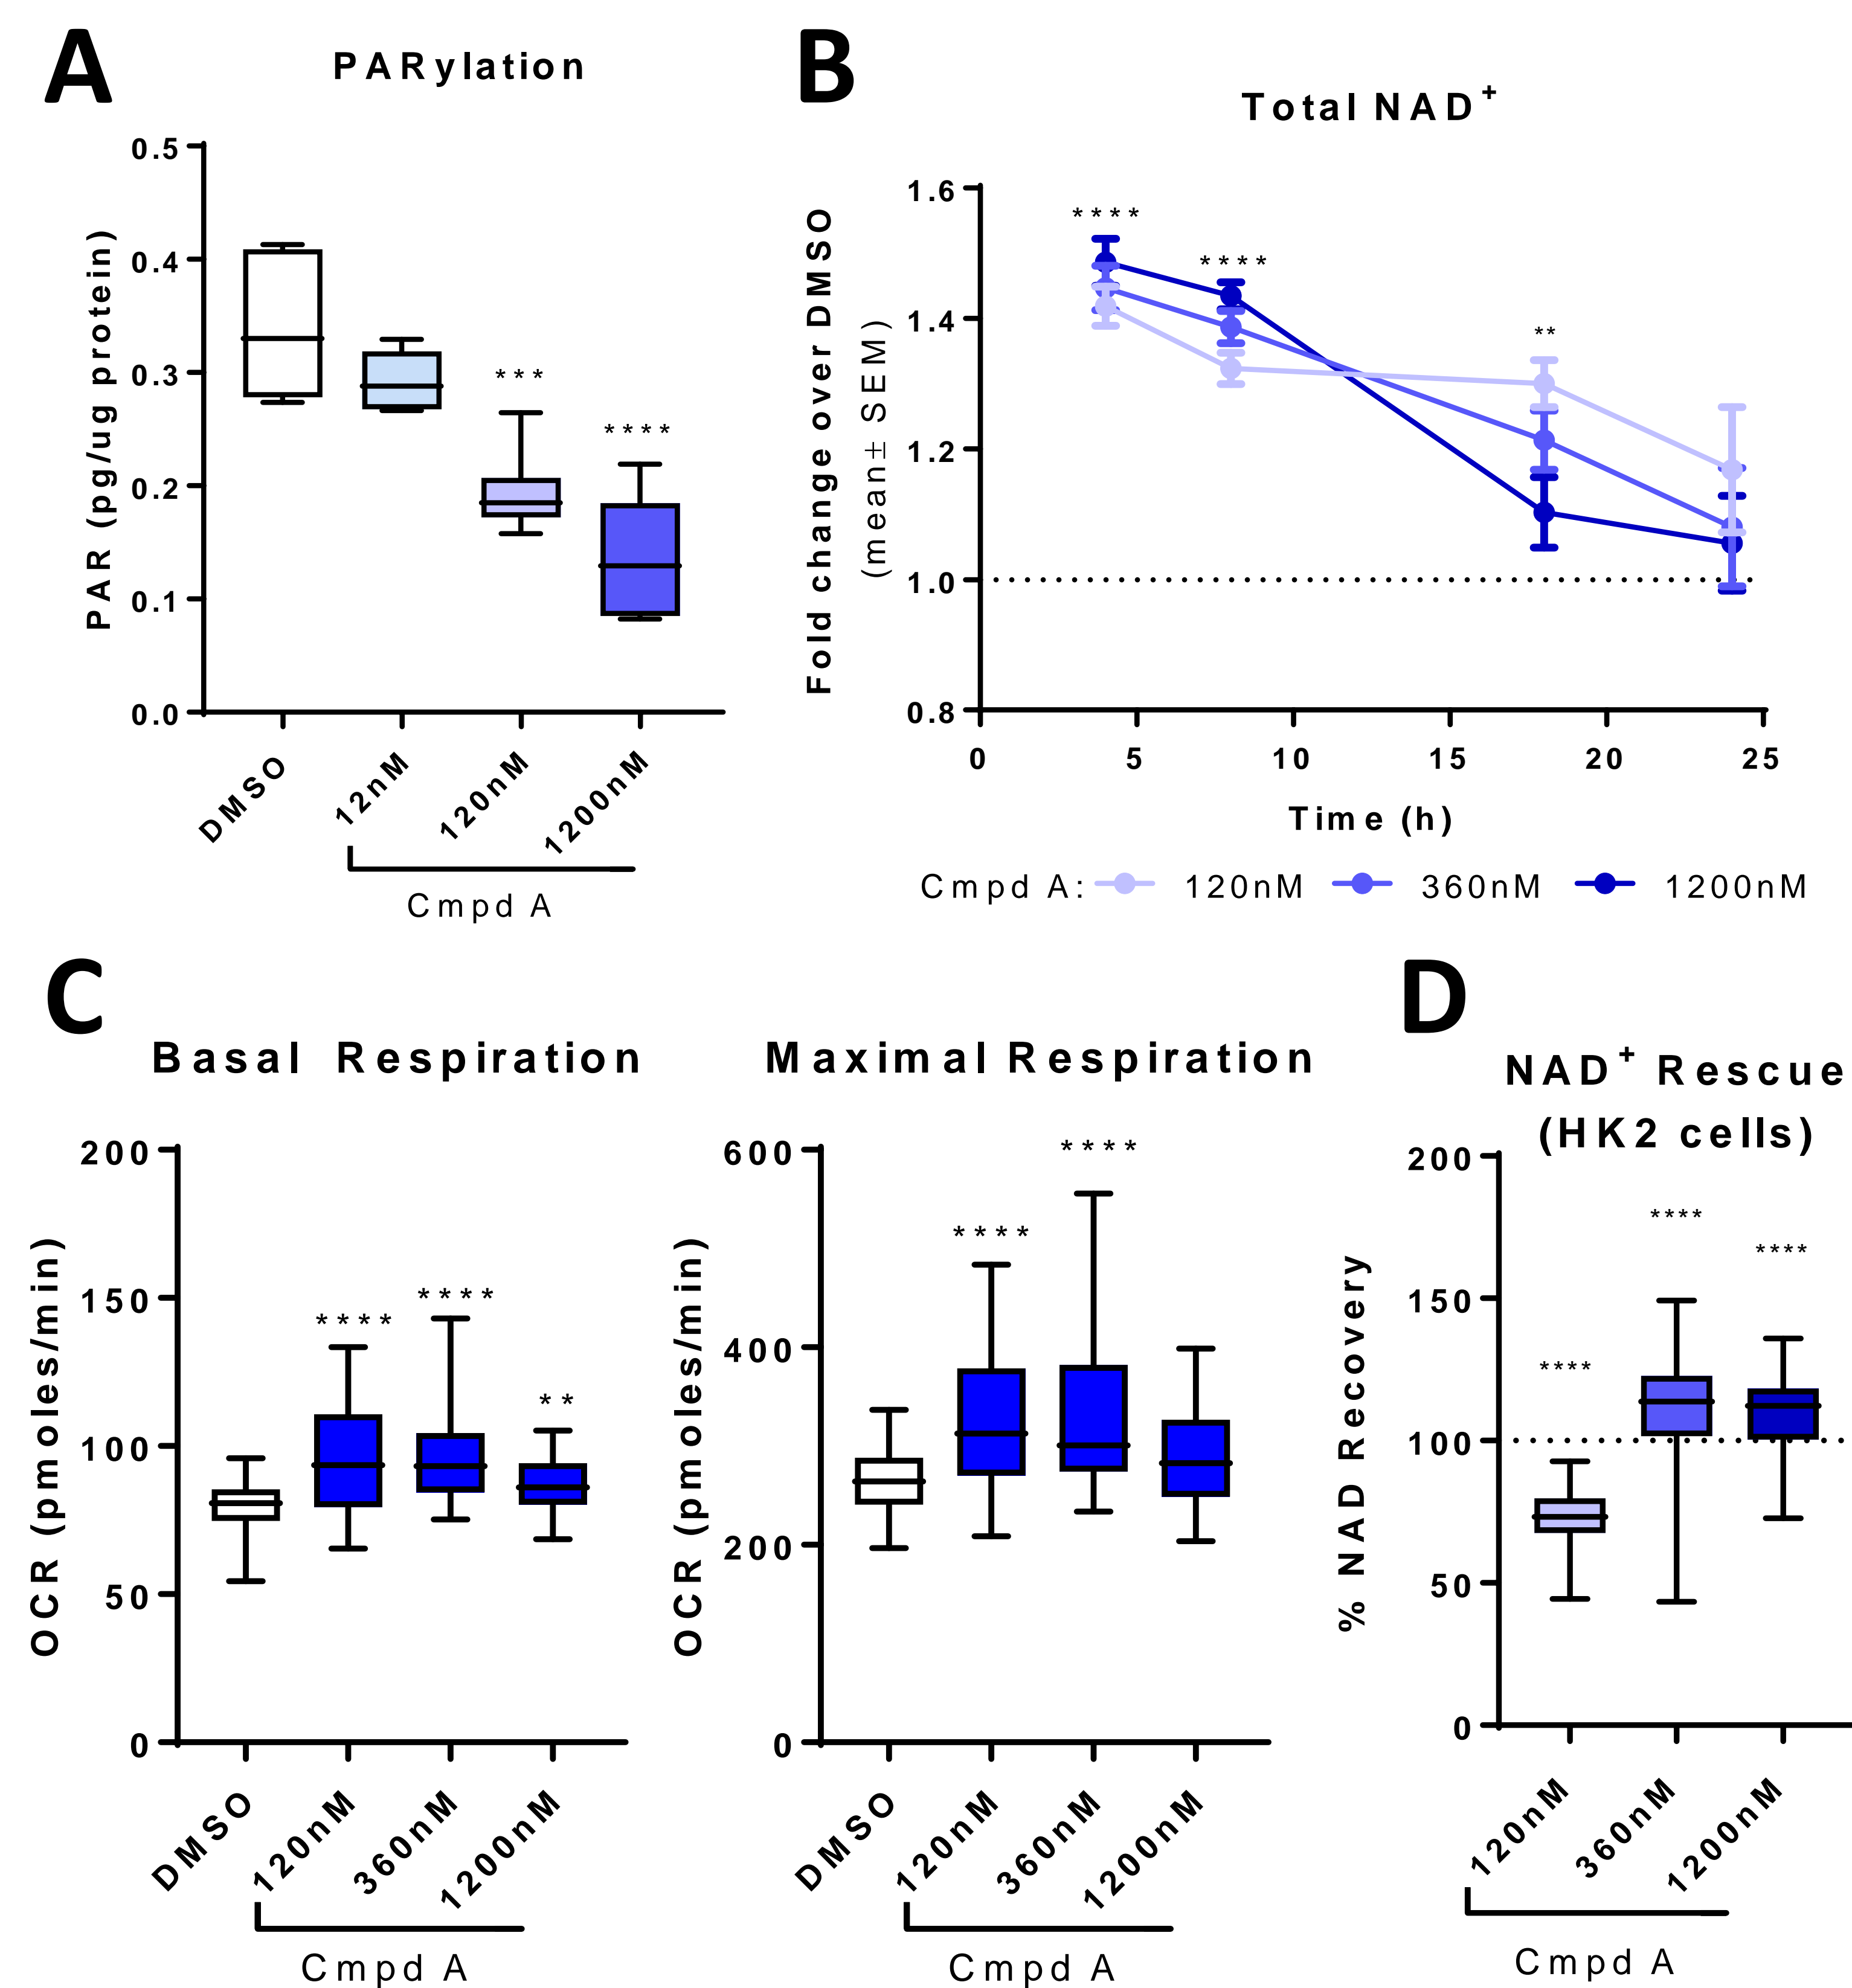 A
PARylation
PAR (pg/ug protein)
0.5
0.4
0.3
0.2
0.1
0.0
***
****
DMSO
12nM
120nM
1200nM
Cmpd A
B
Total NAD+
Fold change over DMSO
(mean± SEM)
1.6
1.4
1.2
1.0
0.8
****
****
**
0
5
10
15
20
25
Time (h)
Cmpd A: 120nM 360nM 1200nM
C
Basal Respiration
OCR (pmoles/min)
200
150
100
50
0
****
****
**
DMSO
120nM
360nM
1200nM
Cmpd A
Maximal Respiration
OCR (pmoles/min)
600
400
200
0
****
****
DMSO
120nM
360nM
1200nM
Cmpd A
D
NAD+ Rescue
(HK2 cells)
% NAD Recovery
200
150
100
50
0
****
****
****
120nM
360nM
1200nM
Cmpd A